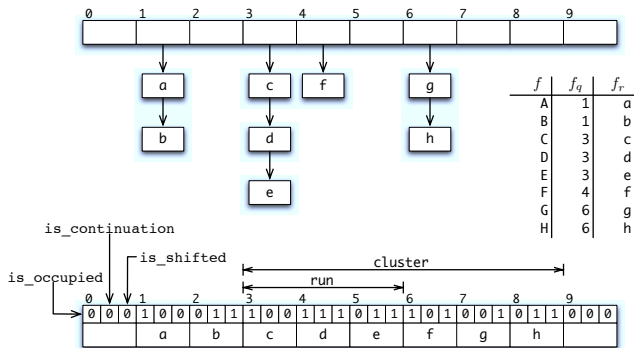 0 1 2 3 4 5 6 7 8 9
a c f g
b d h
e
f f_q f_r
A 1 a
B 1 b
C 3 c
D 3 d
E 3 e
F 4 f
G 6 g
H 6 h
is_continuation
is_shifted
is_occupied
cluster
run
0 1 2 3 4 5 6 7 8 9
0 0 0 1 0 0 0 1 1 1 0 0 1 1 1 0 1 1 1 0 1 0 0 1 0 1 1 0 0 0
a b c d e f g h